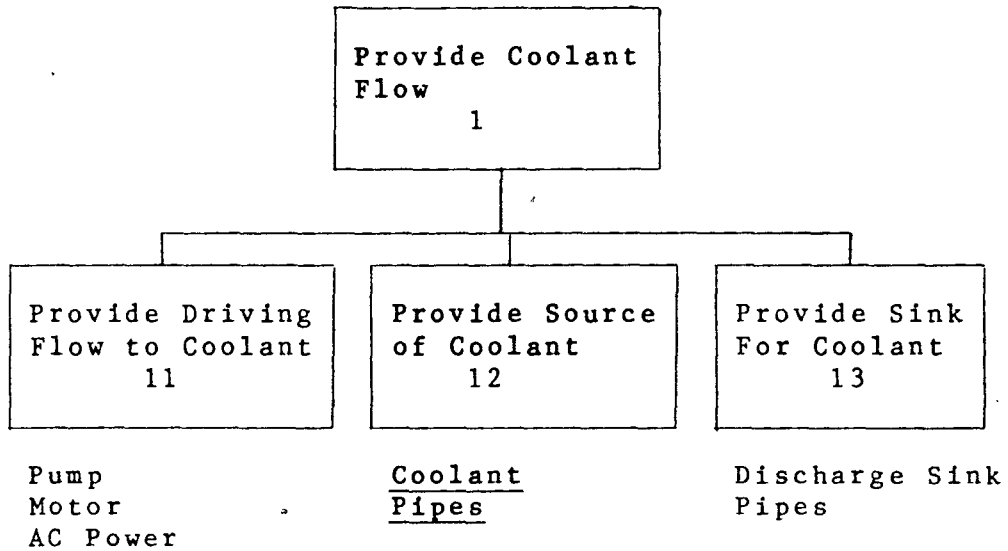 Provide Coolant
Flow
1
Provide Driving
Flow to Coolant
11
Provide Source
of Coolant
12
Provide Sink
For Coolant
13
Pump
Motor
AC Power
Coolant
Pipes
Discharge Sink
Pipes